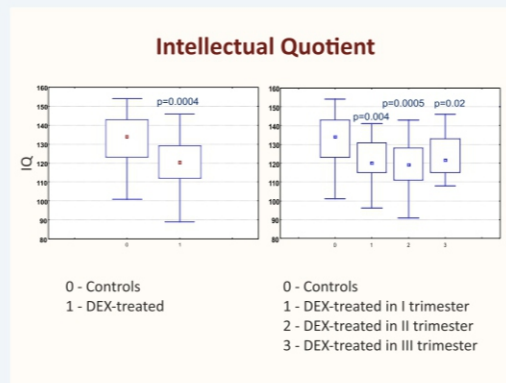 Intellectual Quotient
IQ
160
150
140
130
120
110
100
90
80
p=0.0004
0
1
160
150
140
130
120
110
100
90
80
p=0.004
p=0.0005
p=0.02
0
1
2
3
0 - Controls
1 - DEX-treated
0 - Controls
1 - DEX-treated in I trimester
2 - DEX-treated in II trimester
3 - DEX-treated in III trimester